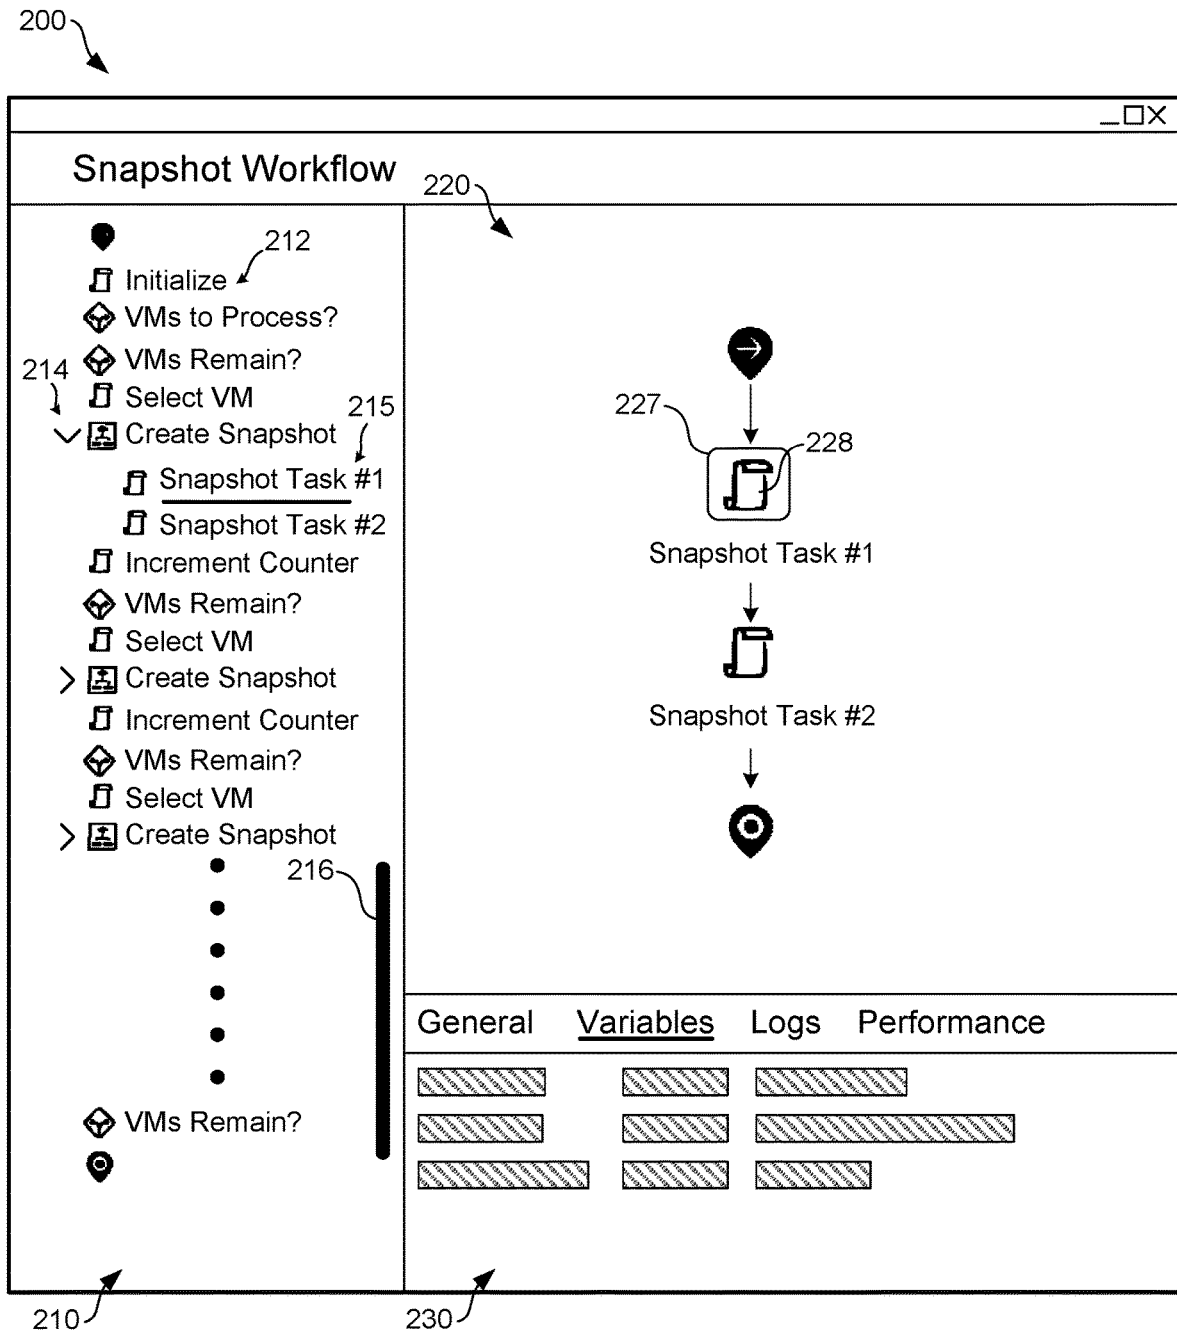 200
Snapshot Workflow
220
212
Initialize
VMs to Process?
VMs Remain?
214
Select VM
215
Create Snapshot
Snapshot Task #1
Snapshot Task #2
Increment Counter
VMs Remain?
Select VM
Create Snapshot
Increment Counter
VMs Remain?
Select VM
Create Snapshot
216
VMs Remain?
210
227
228
Snapshot Task #1
Snapshot Task #2
General Variables Logs Performance
230